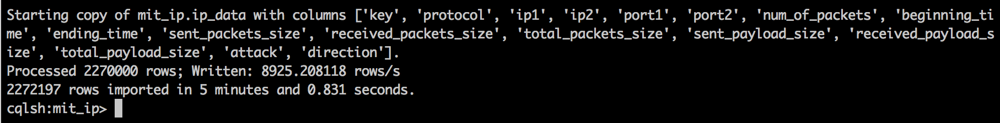 Starting copy of mit_ip.ip_data with columns ['key', 'protocol', 'ip1', 'ip2', 'port1', 'port2', 'num_of_packets', 'beginning_ti
me', 'ending_time', 'sent_packets_size', 'received_packets_size', 'total_packets_size', 'sent_payload_size', 'received_payload_s
ize', 'total_payload_size', 'attack', 'direction'].
Processed 2270000 rows; Written: 8925.208118 rows/s
2272197 rows imported in 5 minutes and 0.831 seconds.
cqlsh:mit_ip>